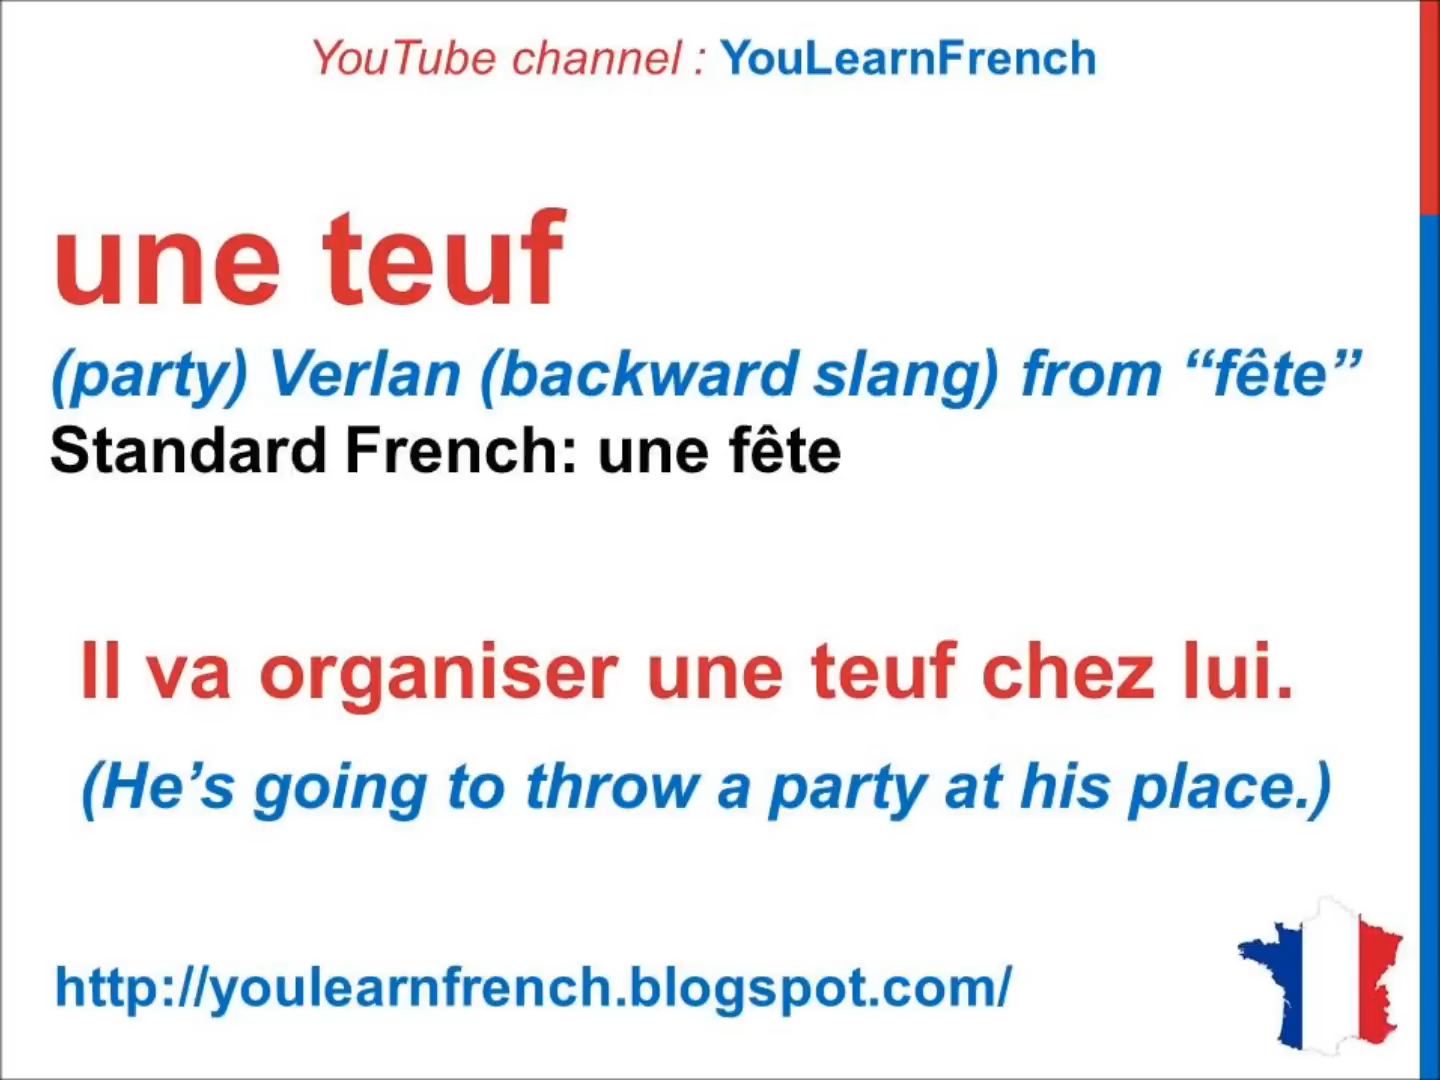 YouTube channel : YouLearnFrench
une teuf
(party) Verlan (backward slang) from “fête”
Standard French: une fête
Il va organiser une teuf chez lui.
(He’s going to throw a party at his place.)
http://youlearnfrench.blogspot.com/